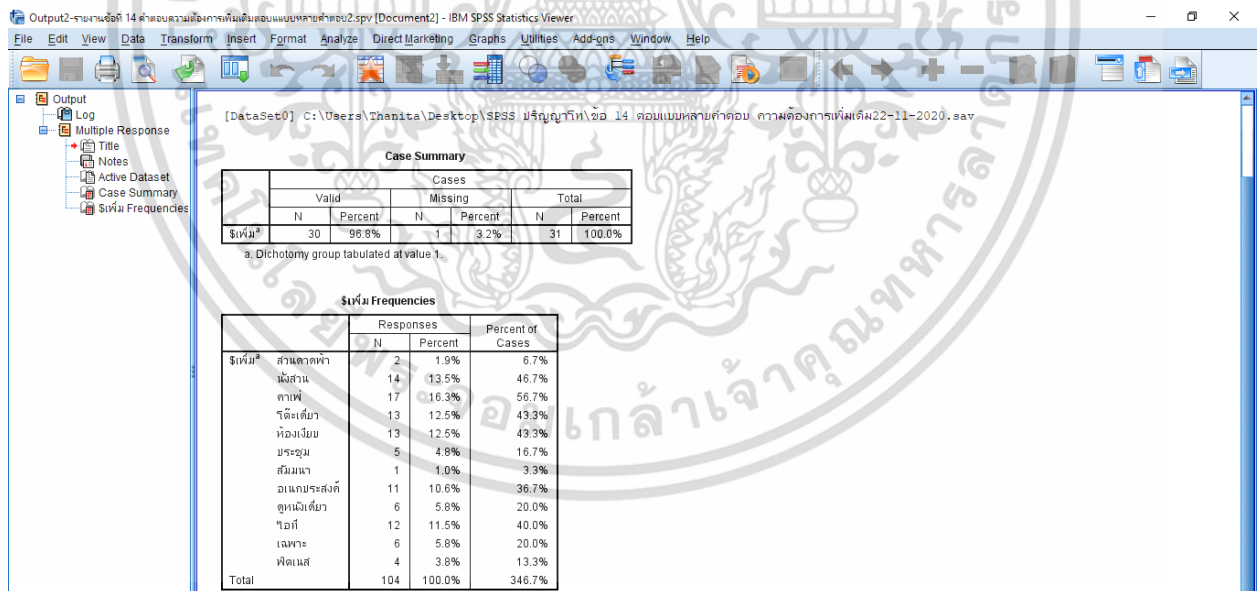 Output2-รายงานข้อที่ 14 คำตอบความต้องการเพิ่มเติมตอบแบบหลายคำตอบ2.spv [Document2] - IBM SPSS Statistics Viewer
File Edit View Data Transform Insert Format Analyze Direct Marketing Graphs Utilities Add-ons Window Help
Output
Log
Multiple Response
Title
Notes
Active Dataset
Case Summary
$เพิ่ม Frequencies
[DataSet0] C:\Users\Thanita\Desktop\SPSS ปริญญาโท\ข้อ 14 ตอบแบบหลายคำตอบ ความต้องการเพิ่มเติม22-11-2020.sav
Case Summary
Cases
Valid Missing Total
N Percent N Percent N Percent
$เพิ่มa 30 96.8% 1 3.2% 31 100.0%
a. Dichotomy group tabulated at value 1.
$เพิ่ม Frequencies
Responses Percent of Cases
N Percent
$เพิ่มa สวนดาดฟ้า 2 1.9% 6.7%
นั่งสวน 14 13.5% 46.7%
คาเฟ่ 17 16.3% 56.7%
โต๊ะเดี่ยว 13 12.5% 43.3%
ห้องเงียบ 13 12.5% 43.3%
ประชุม 5 4.8% 16.7%
สัมมนา 1 1.0% 3.3%
อเนกประสงค์ 11 10.6% 36.7%
ดูหนังเดี่ยว 6 5.8% 20.0%
ไอที 12 11.5% 40.0%
เฉพาะ 6 5.8% 20.0%
ฟิตเนส 4 3.8% 13.3%
Total 104 100.0% 346.7%